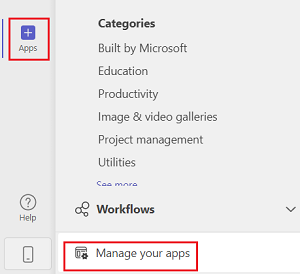 Apps
Help
Categories
Built by Microsoft
Education
Productivity
Image & video galleries
Project management
Utilities
See more
Workflows
Manage your apps